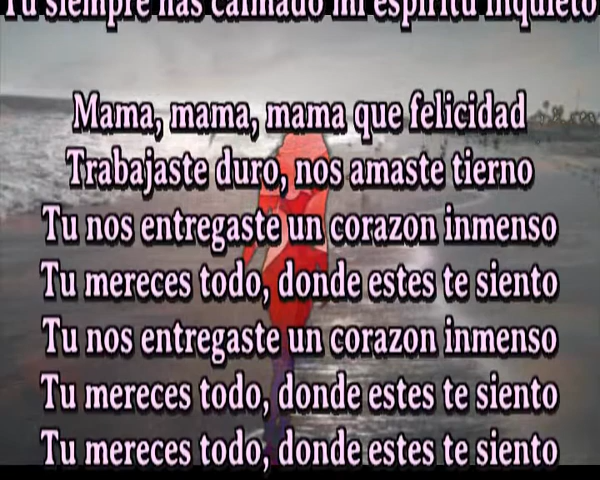 Tu siempre has calmado mi espiritu inquieto
Mama, mama, mama que felicidad
Trabajaste duro, nos amaste tierno
Tu nos entregaste un corazon inmenso
Tu mereces todo, donde estes te siento
Tu nos entregaste un corazon inmenso
Tu mereces todo, donde estes te siento
Tu mereces todo, donde estes te siento